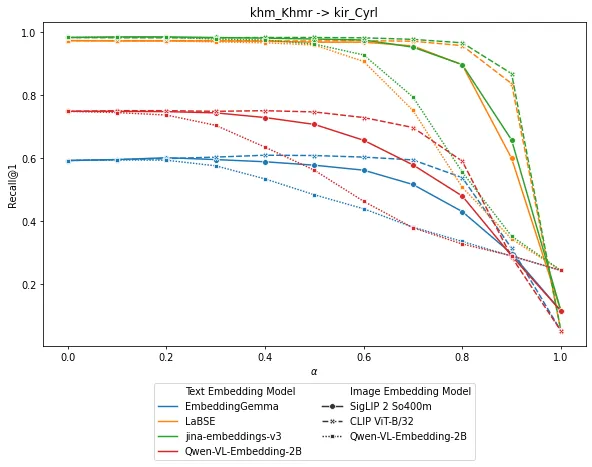 khm_Khmr -> kir_Cyrl
Recall@1
1.0
0.8
0.6
0.4
0.2
0.0 0.2 0.4 0.6 0.8 1.0
α
Text Embedding Model Image Embedding Model
EmbeddingGemma SigLIP 2 So400m
LaBSE CLIP ViT-B/32
jina-embeddings-v3 Qwen-VL-Embedding-2B
Qwen-VL-Embedding-2B